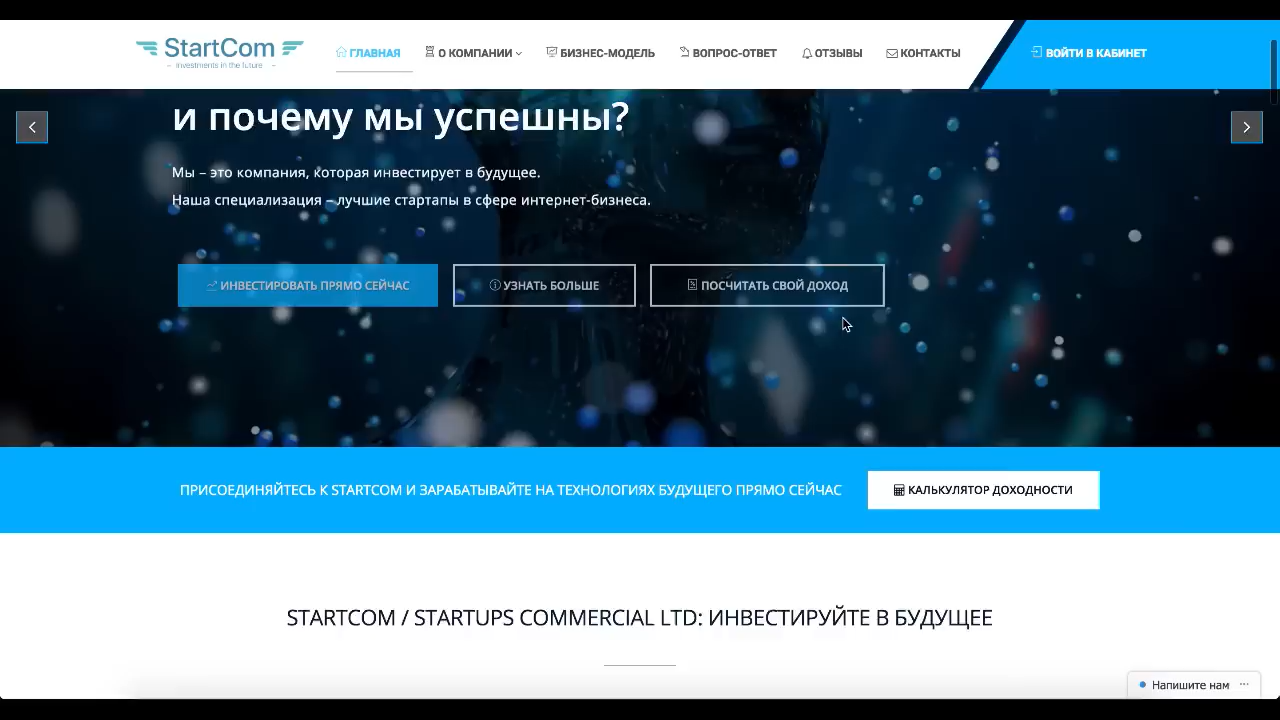 StartCom
– Investments in the future –
ГЛАВНАЯ
О КОМПАНИИ
БИЗНЕС-МОДЕЛЬ
ВОПРОС-ОТВЕТ
ОТЗЫВЫ
КОНТАКТЫ
ВОЙТИ В КАБИНЕТ
и почему мы успешны?
Мы – это компания, которая инвестирует в будущее.
Наша специализация – лучшие стартапы в сфере интернет-бизнеса.
ИНВЕСТИРОВАТЬ ПРЯМО СЕЙЧАС
УЗНАТЬ БОЛЬШЕ
ПОСЧИТАТЬ СВОЙ ДОХОД
ПРИСОЕДИНЯЙТЕСЬ К STARTCOM И ЗАРАБАТЫВАЙТЕ НА ТЕХНОЛОГИЯХ БУДУЩЕГО ПРЯМО СЕЙЧАС
КАЛЬКУЛЯТОР ДОХОДНОСТИ
STARTCOM / STARTUPS COMMERCIAL LTD: ИНВЕСТИРУЙТЕ В БУДУЩЕЕ
Напишите нам ...